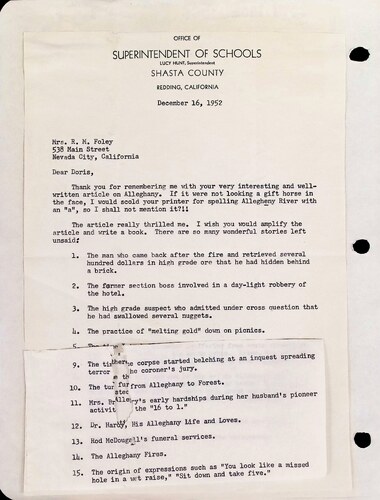 OFFICE OF
SUPERINTENDENT OF SCHOOLS
LUCY HUNT, Superintendent
SHASTA COUNTY
REDDING, CALIFORNIA
December 16, 1952
Mrs. R. M. Foley
538 Main Street
Nevada City, California
Dear Doris,
Thank you for remembering me with your very interesting and well-
written article on Alleghany. If it were not looking a gift horse in
the face, I would scold your printer for spelling Allegheny River with
an "a", so I shall not mention it?!!
The article really thrilled me. I wish you would amplify the
article and write a book. There are so many wonderful stories left
unsaid:
1. The man who came back after the fire and retrieved several
hundred dollars in high grade ore that he had hidden behind
a brick.
2. The former section boss involved in a day-light robbery of
the hotel.
3. The high grade suspect who admitted under cross question that
he had swallowed several nuggets.
4. The practice of "melting gold" down on picnics.
5.
9. The time the corpse started belching at an inquest spreading
terror the coroner's jury.
10. The from Alleghany to Forest.
11. Mrs. early hardships during her husband's pioneer
the "16 to 1."
12. Dr. Hardy, His Alleghany Life and Loves.
13. Rod McDougall's funeral services.
14. The Alleghany Fires.
15. The origin of expressions such as "You look like a missed
hole in a wet raise," "Sit down and take five."